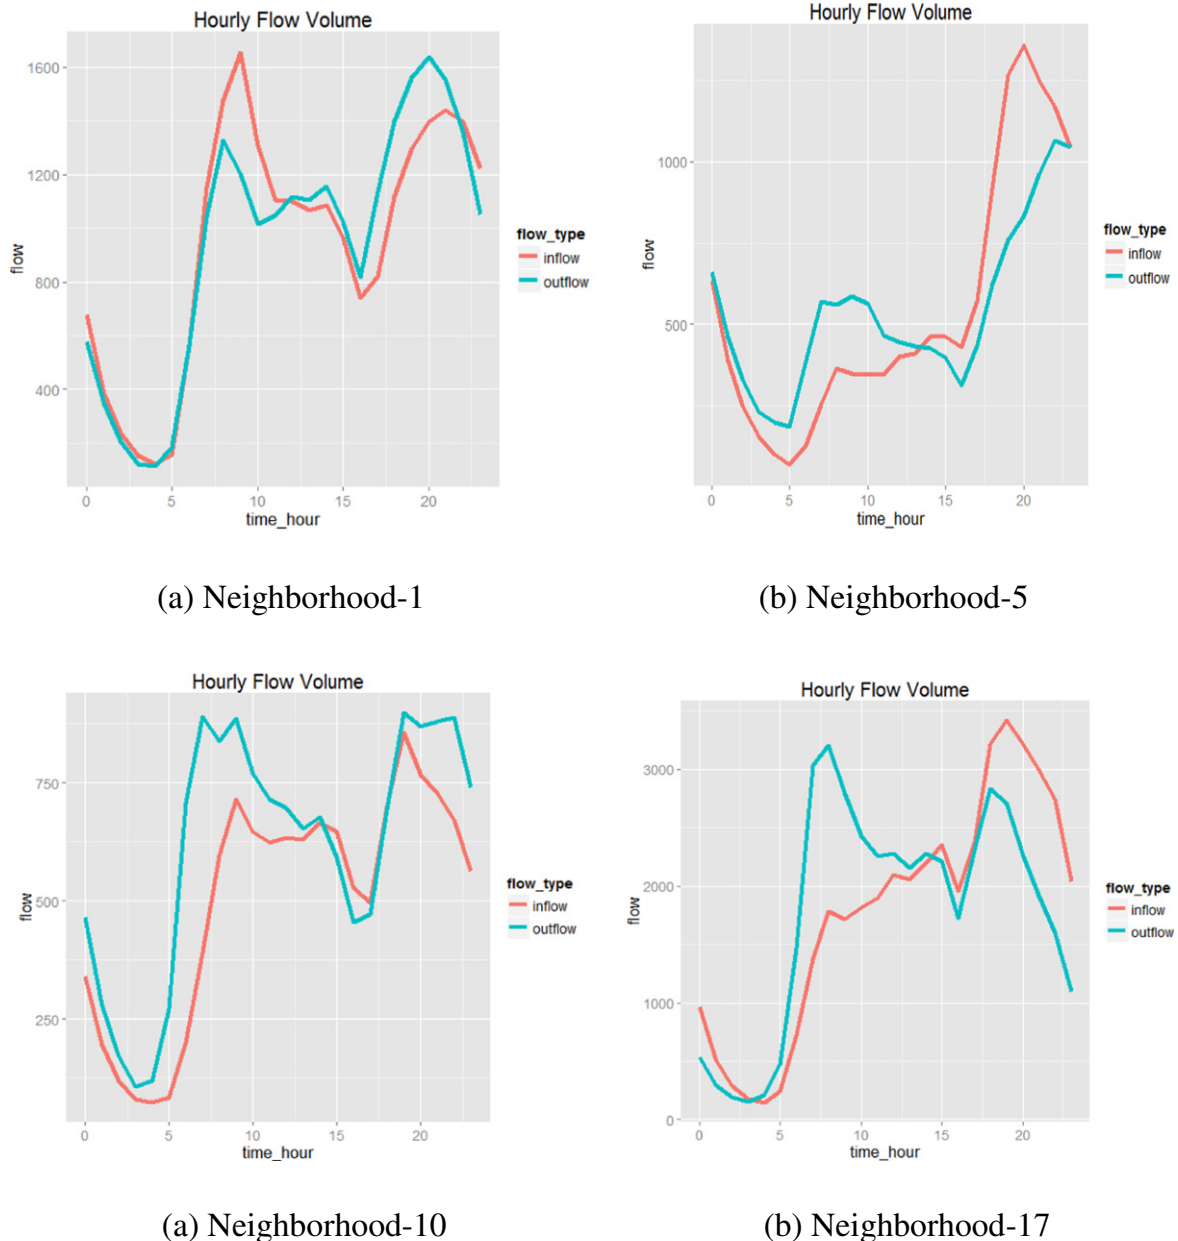 Hourly Flow Volume
1600
1200
800
400
flow
0 5 10 15 20
time_hour
flow_type
inflow
outflow
(a) Neighborhood-1
Hourly Flow Volume
1000
500
flow
0 5 10 15 20
time_hour
flow_type
inflow
outflow
(b) Neighborhood-5
Hourly Flow Volume
750
500
250
flow
0 5 10 15 20
time_hour
flow_type
inflow
outflow
(a) Neighborhood-10
Hourly Flow Volume
3000
2000
1000
0
flow
0 5 10 15 20
time_hour
flow_type
inflow
outflow
(b) Neighborhood-17